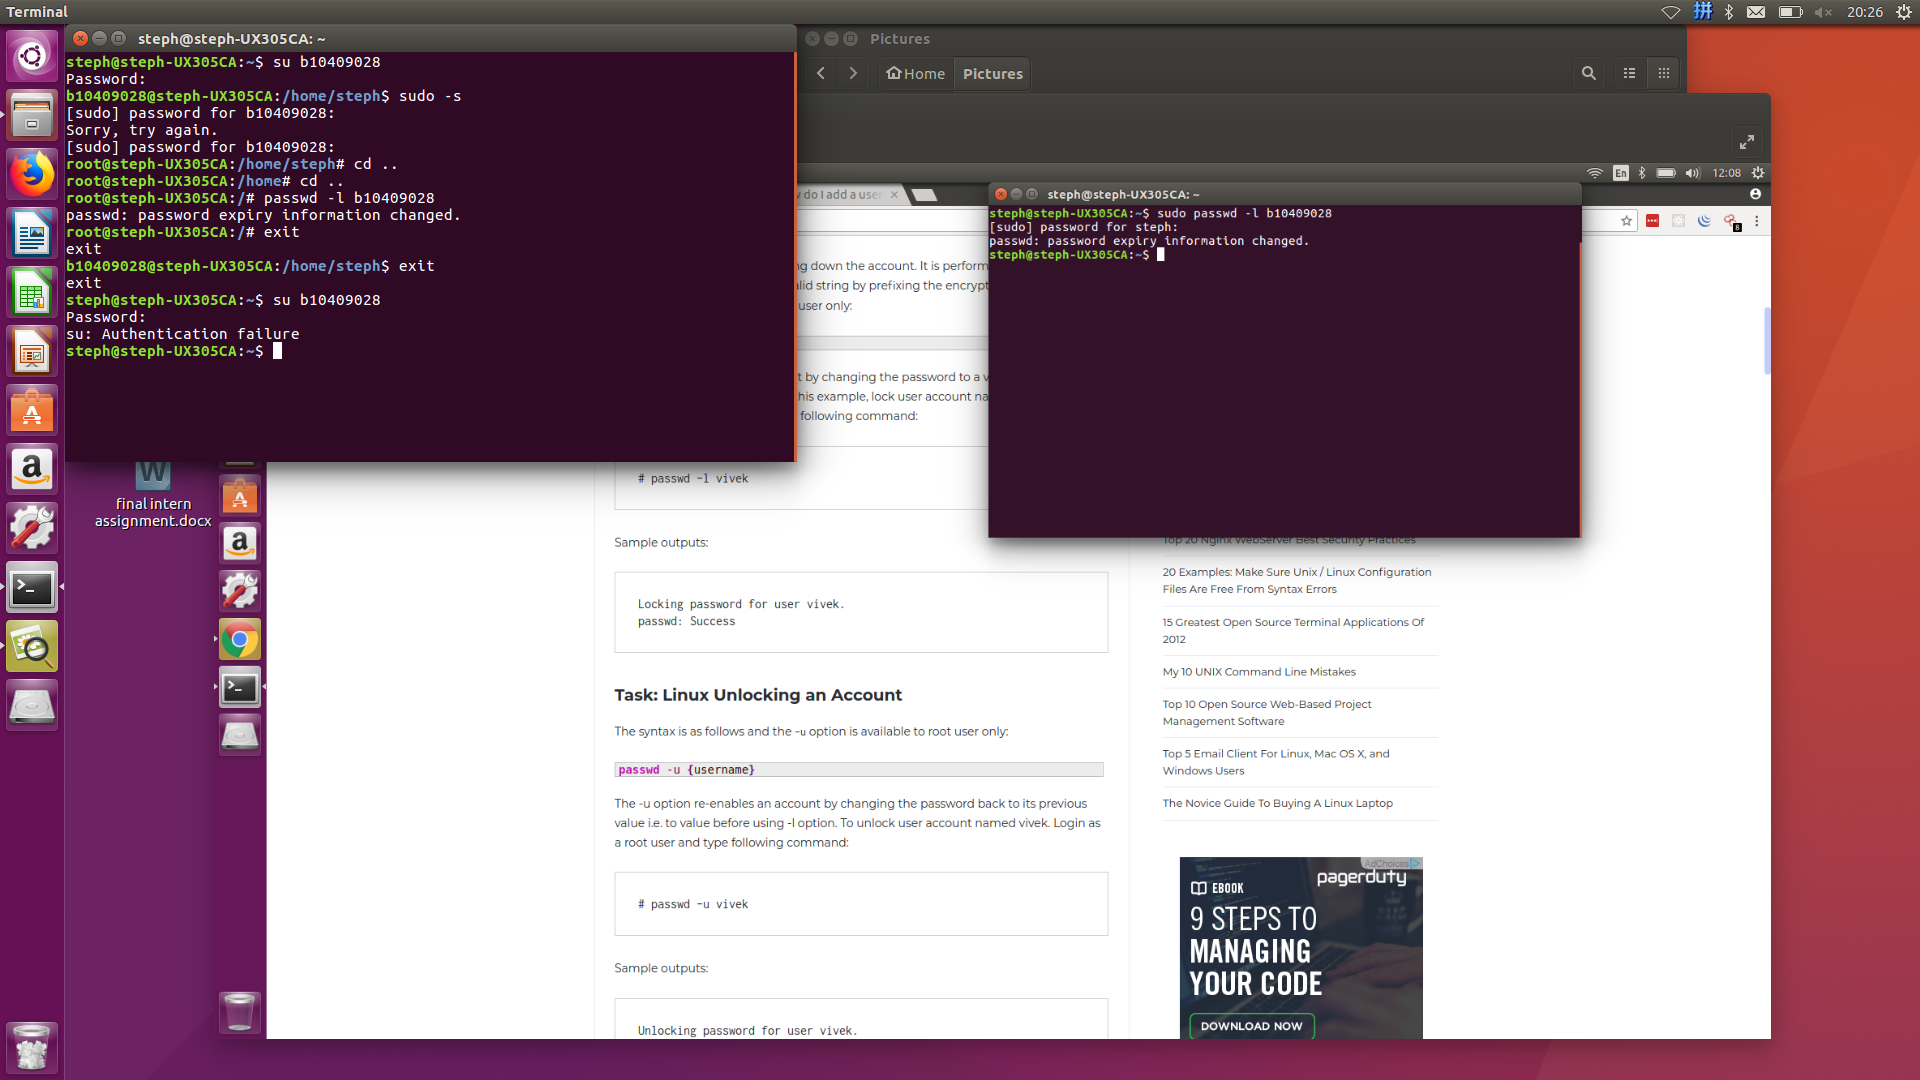 Terminal
20:26
steph@steph-UX305CA: ~
steph@steph-UX305CA:~$ su b10409028
Password:
b10409028@steph-UX305CA:/home/steph$ sudo -s
[sudo] password for b10409028:
Sorry, try again.
[sudo] password for b10409028:
root@steph-UX305CA:/home/steph# cd ..
root@steph-UX305CA:/home# cd ..
root@steph-UX305CA:/# passwd -l b10409028
passwd: password expiry information changed.
root@steph-UX305CA:/# exit
exit
b10409028@steph-UX305CA:/home/steph$ exit
exit
steph@steph-UX305CA:~$ su b10409028
Password:
su: Authentication failure
steph@steph-UX305CA:~$
final intern
assignment.docx
Pictures
Home Pictures
En 12:08
do I add a user
steph@steph-UX305CA: ~
steph@steph-UX305CA:~$ sudo passwd -l b10409028
[sudo] password for steph:
passwd: password expiry information changed.
steph@steph-UX305CA:~$
down the account. It is perform
string by prefixing the encrypt
user only:
by changing the password to a
this example, lock user account
following command:
# passwd -l vivek
Sample outputs:
Locking password for user vivek.
passwd: Success
Task: Linux Unlocking an Account
The syntax is as follows and the -u option is available to root user only:
passwd -u {username}
The -u option re-enables an account by changing the password back to its previous
value i.e. to value before using -l option. To unlock user account named vivek. Login as
a root user and type following command:
# passwd -u vivek
Sample outputs:
Unlocking password for user vivek.
Top 20 Nginx WebServer Best Security Practices
20 Examples: Make Sure Unix / Linux Configuration
Files Are Free From Syntax Errors
15 Greatest Open Source Terminal Applications Of
2012
My 10 UNIX Command Line Mistakes
Top 10 Open Source Web-Based Project
Management Software
Top 5 Email Client For Linux, Mac OS X, and
Windows Users
The Novice Guide To Buying A Linux Laptop
AdChoices
pagerduty
EBOOK
9 STEPS TO
MANAGING
YOUR CODE
DOWNLOAD NOW